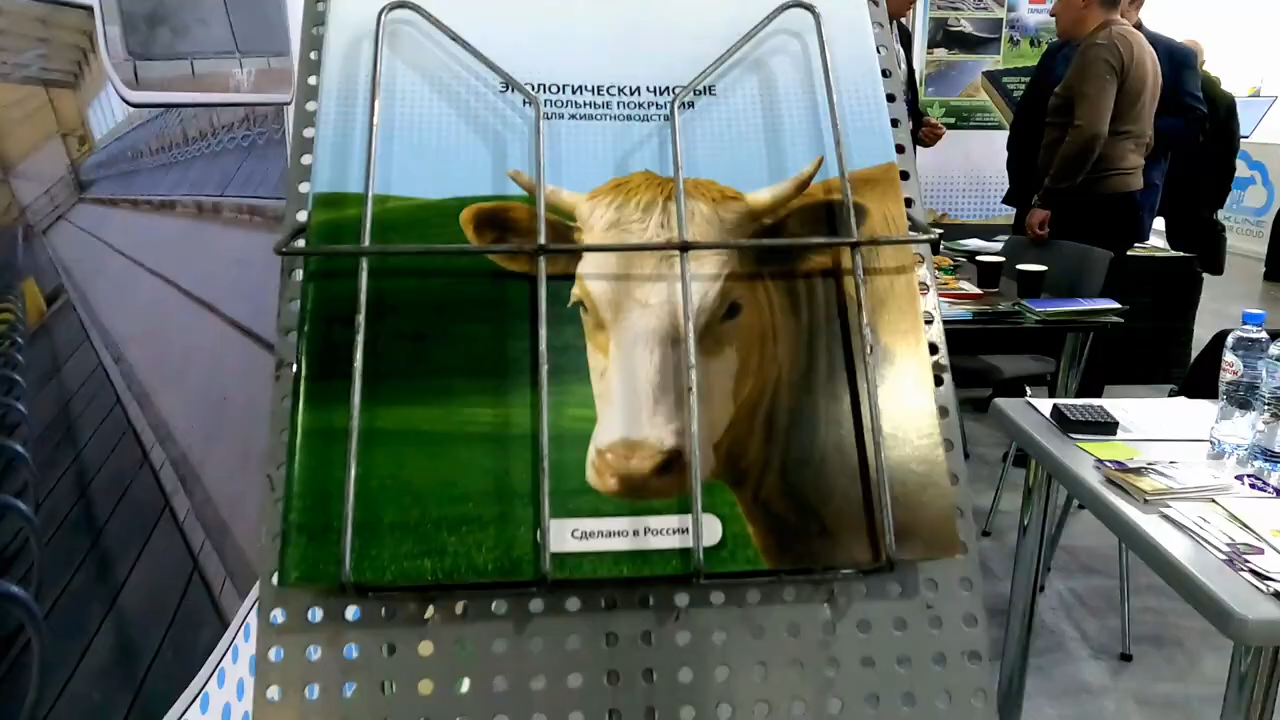 ЭКОЛОГИЧЕСКИ ЧИСТЫЕ
НАПОЛЬНЫЕ ПОКРЫТИЯ
ДЛЯ ЖИВОТНОВОДСТВА
Сделано в России